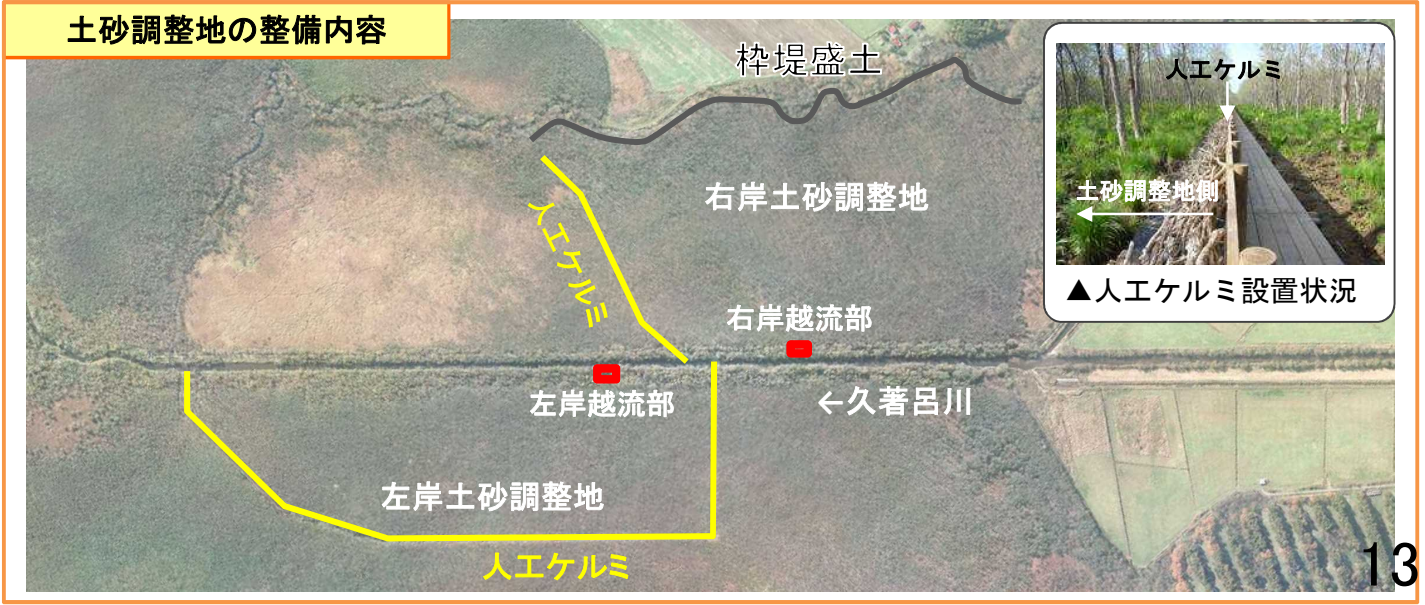 土砂調整地の整備内容
枠堤盛土
人工ケルミ
土砂調整地側
▲人工ケルミ設置状況
右岸土砂調整地
人工ケルミ
右岸越流部
左岸越流部
←久著呂川
左岸土砂調整地
人工ケルミ
13